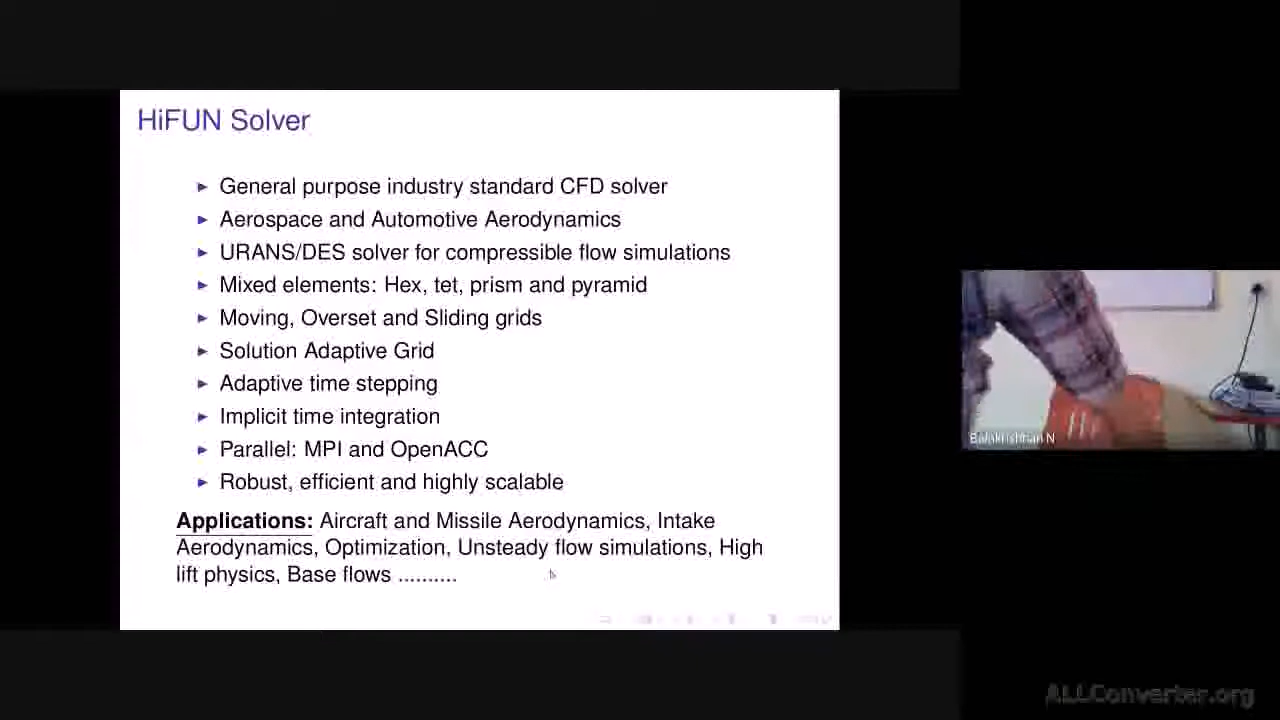 HiFUN Solver
General purpose industry standard CFD solver
Aerospace and Automotive Aerodynamics
URANS/DES solver for compressible flow simulations
Mixed elements: Hex, tet, prism and pyramid
Moving, Overset and Sliding grids
Solution Adaptive Grid
Adaptive time stepping
Implicit time integration
Parallel: MPI and OpenACC
Robust, efficient and highly scalable
Applications: Aircraft and Missile Aerodynamics, Intake
Aerodynamics, Optimization, Unsteady flow simulations, High
lift physics, Base flows ..........
Balakrishnan N
ALLConverter.org